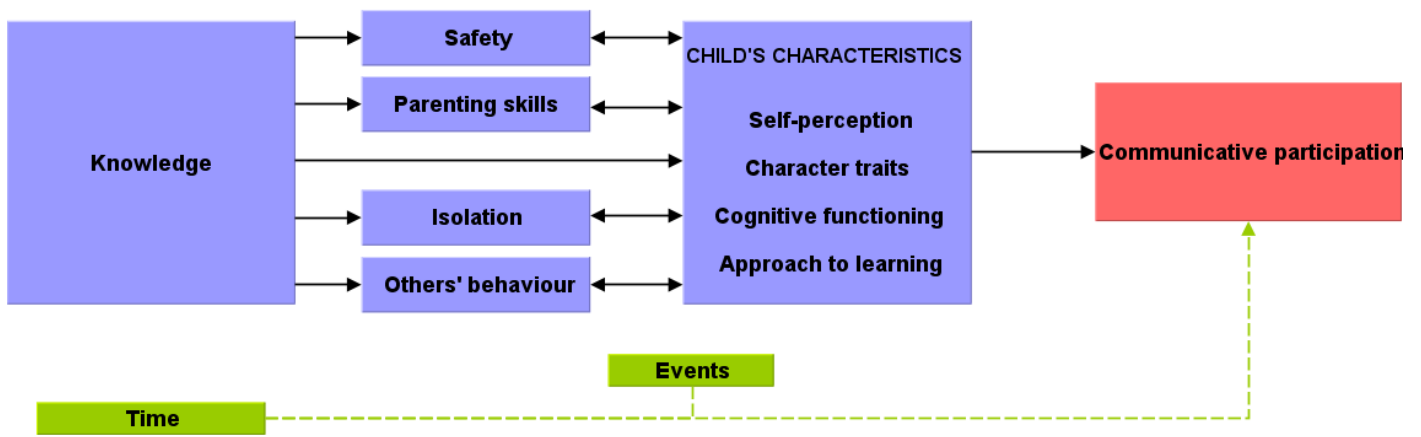 Knowledge
Safety
Parenting skills
Isolation
Others' behaviour
CHILD'S CHARACTERISTICS
Self-perception
Character traits
Cognitive functioning
Approach to learning
Communicative participation
Events
Time